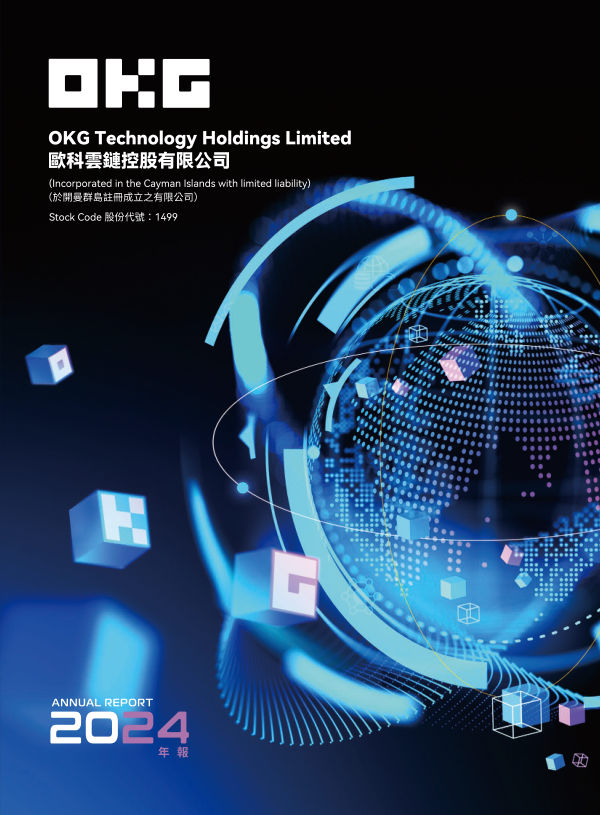 OKG
OKG Technology Holdings Limited
歐科雲鏈控股有限公司
(Incorporated in the Cayman Islands with limited liability)
(於開曼群島註冊成立之有限公司)
Stock Code 股份代號：1499
O
K
G
ANNUAL REPORT
2024
年報